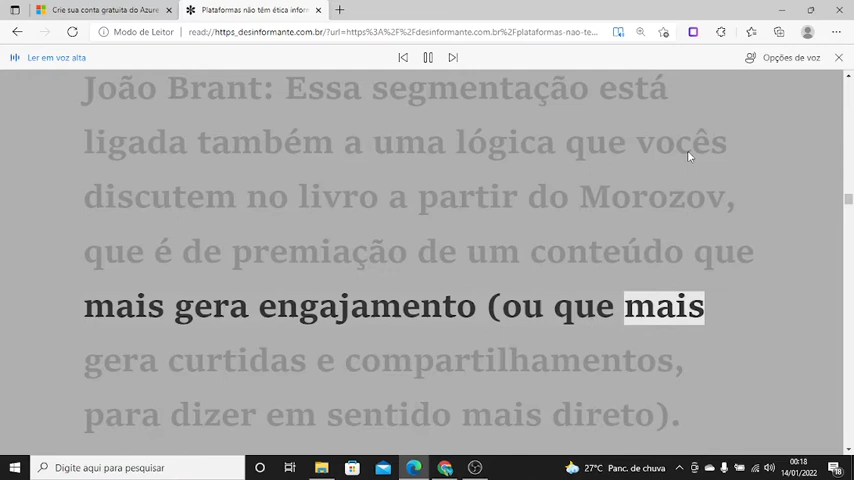 Crie sua conta gratuita do Azure
Plataformas não têm ética infor
Modo de Leitor
read://https_desinformante.com.br/?url=https%3A%2F%2Fdesinformante.com.br%2Fplataformas-nao-te...
Ler em voz alta
Opções de voz
João Brant: Essa segmentação está
ligada também a uma lógica que vocês
discutem no livro a partir do Morozov,
que é de premiação de um conteúdo que
mais gera engajamento (ou que mais
gera curtidas e compartilhamentos,
para dizer em sentido mais direto).
Digite aqui para pesquisar
27°C Panc. de chuva
00:18
14/01/2022
18